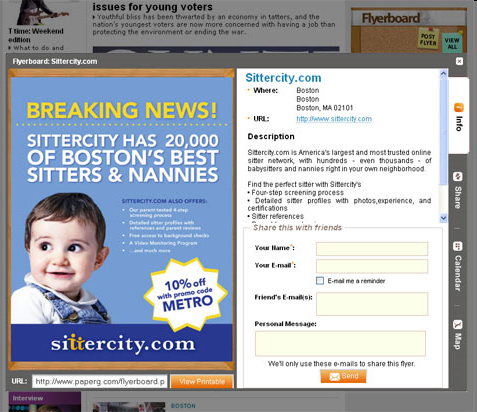 issues for young voters
Youthful bliss has been thwarted by an economy in tatters, and the
nation's youngest voters are now more concerned with having a job than
protecting the environment or ending the war.
T time: Weekend
edition
What to do and
Flyerboard
POST
FLYER
VIEW
ALL
Flyerboard: Sittercity.com
BREAKING NEWS!
SITTERCITY HAS 20,000
OF BOSTON'S BEST
SITTERS & NANNIES
SITTERCITY.COM ALSO OFFERS:
• Our parent-tested 4-step
screening process
• Detailed sitter profiles with
references and parent reviews
• Free access to background checks
• A Video Monitoring Program
• ...and more
10% off
with promo code
METRO
sittercity.com
URL: http://www.paperg.com/flyerboard.p
View Printable
Sittercity.com
• Where: Boston
Boston
Boston, MA 02101
• URL: http://www.sittercity.com
Description
Sittercity.com is America's largest and most trusted online
sitter network, with hundreds - even thousands - of
babysitters and nannies right in your own neighborhood.
Find the perfect sitter with Sittercity's
• Four-step screening process
• Detailed sitter profiles with photos,experience, and
certifications
• Sitter references
Share this with friends
Your Name*:
Your E-mail*:
E-mail me a reminder
Friend's E-mail(s):
Personal Message:
We'll only use these e-mails to share this flyer.
Send
Info
Share
Calendar
Map
Interview
BOSTON